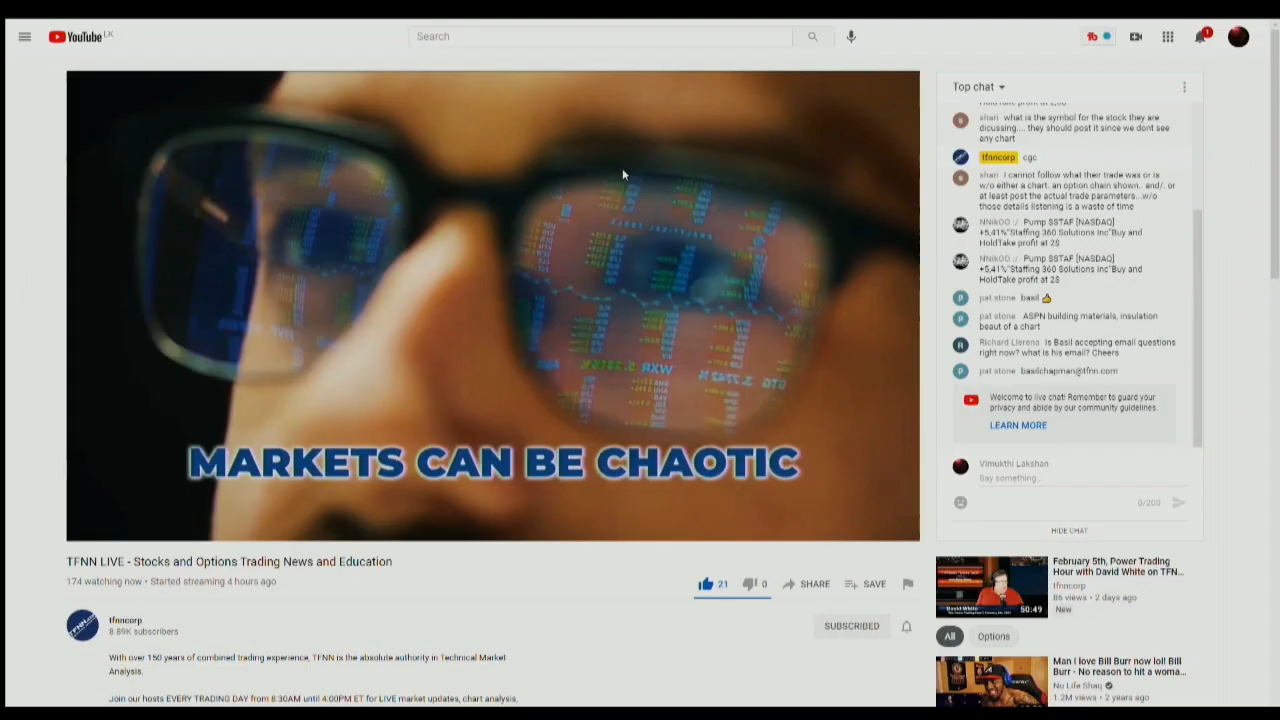 YouTube LK
Search
1
MARKETS CAN BE CHAOTIC
TFNN LIVE - Stocks and Options Trading News and Education
174 watching now • Started streaming 4 hours ago
21
0
SHARE
SAVE
tfnncorp
8.89K subscribers
SUBSCRIBED
With over 150 years of combined trading experience, TFNN is the absolute authority in Technical Market
Analysis.
Join our hosts EVERY TRADING DAY from 8:30AM until 4:00PM ET for LIVE market updates, chart analysis,
Top chat
shari what is the symbol for the stock they are
dicussing.... they should post it since we dont see
any chart
tfnncorp cgc
shari I cannot follow what their trade was or is
w/o either a chart. an option chain shown. and/. or
at least post the actual trade parameters...w/o
those details listening is a waste of time
NNikOO :/ Pump $STAF [NASDAQ]
+5,41%"Staffing 360 Solutions Inc"Buy and
HoldTake profit at 2$
NNikOO :/ Pump $STAF [NASDAQ]
+5,41%"Staffing 360 Solutions Inc"Buy and
HoldTake profit at 2$
pat stone basil 👍
pat stone ASPN building materials, insulation
beaut of a chart
Richard Llerena Is Basil accepting email questions
right now? what is his email? Cheers
pat stone basilchapman@tfnn.com
Welcome to live chat! Remember to guard your
privacy and abide by our community guidelines.
LEARN MORE
Vimukthi Lakshan
Say something...
0/200
HIDE CHAT
David White
50:49
February 5th, Power Trading
Hour with David White on TFN...
tfnncorp
86 views • 2 days ago
New
All
Options
Man I love Bill Burr now lol! Bill
Burr - No reason to hit a woma...
No Life Shaq
1.2M views • 2 years ago